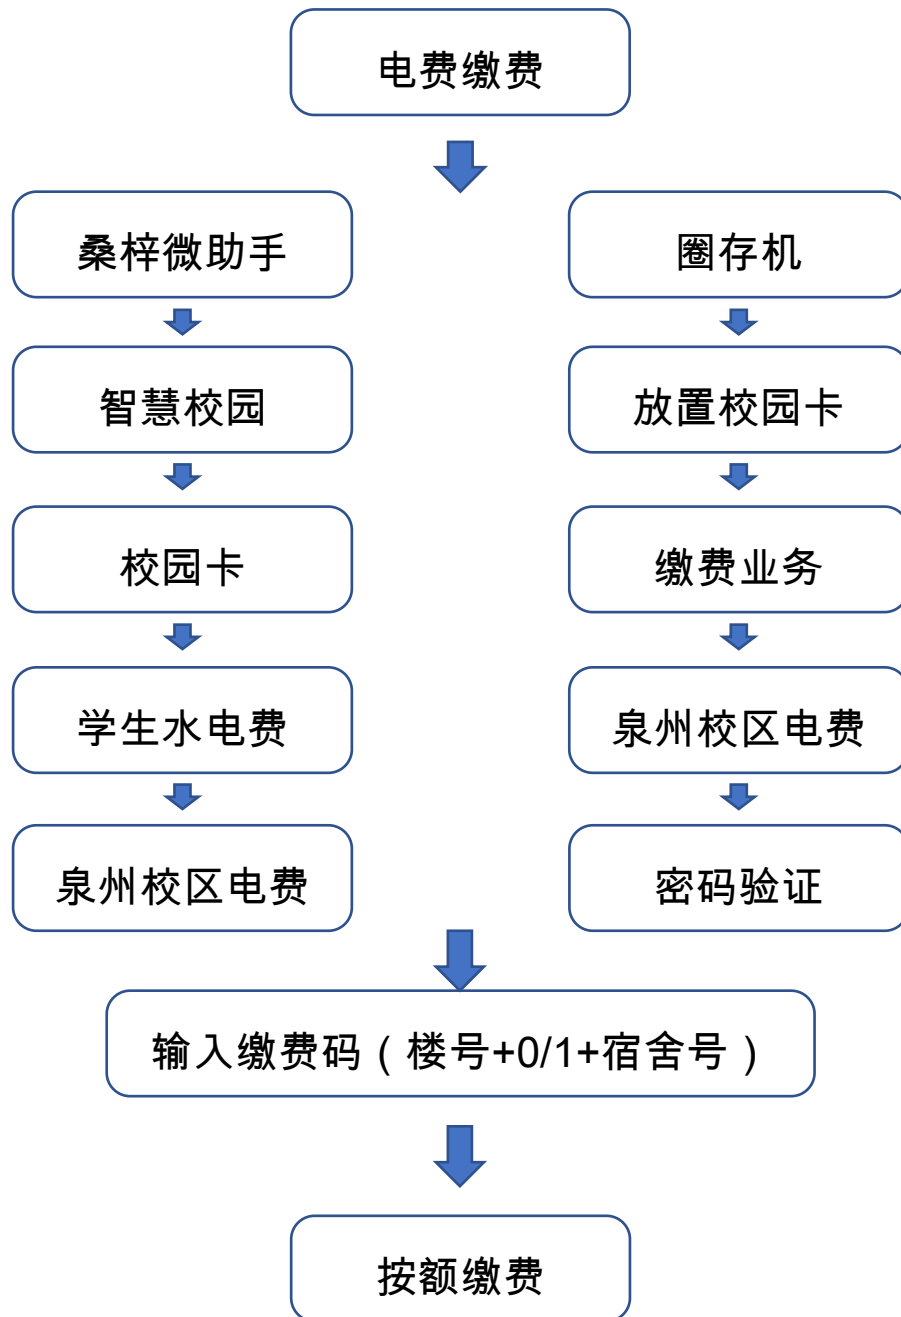 电费缴费
桑梓微助手
圈存机
智慧校园
放置校园卡
校园卡
缴费业务
学生水电费
泉州校区电费
泉州校区电费
密码验证
输入缴费码（楼号+0/1+宿舍号）
按额缴费